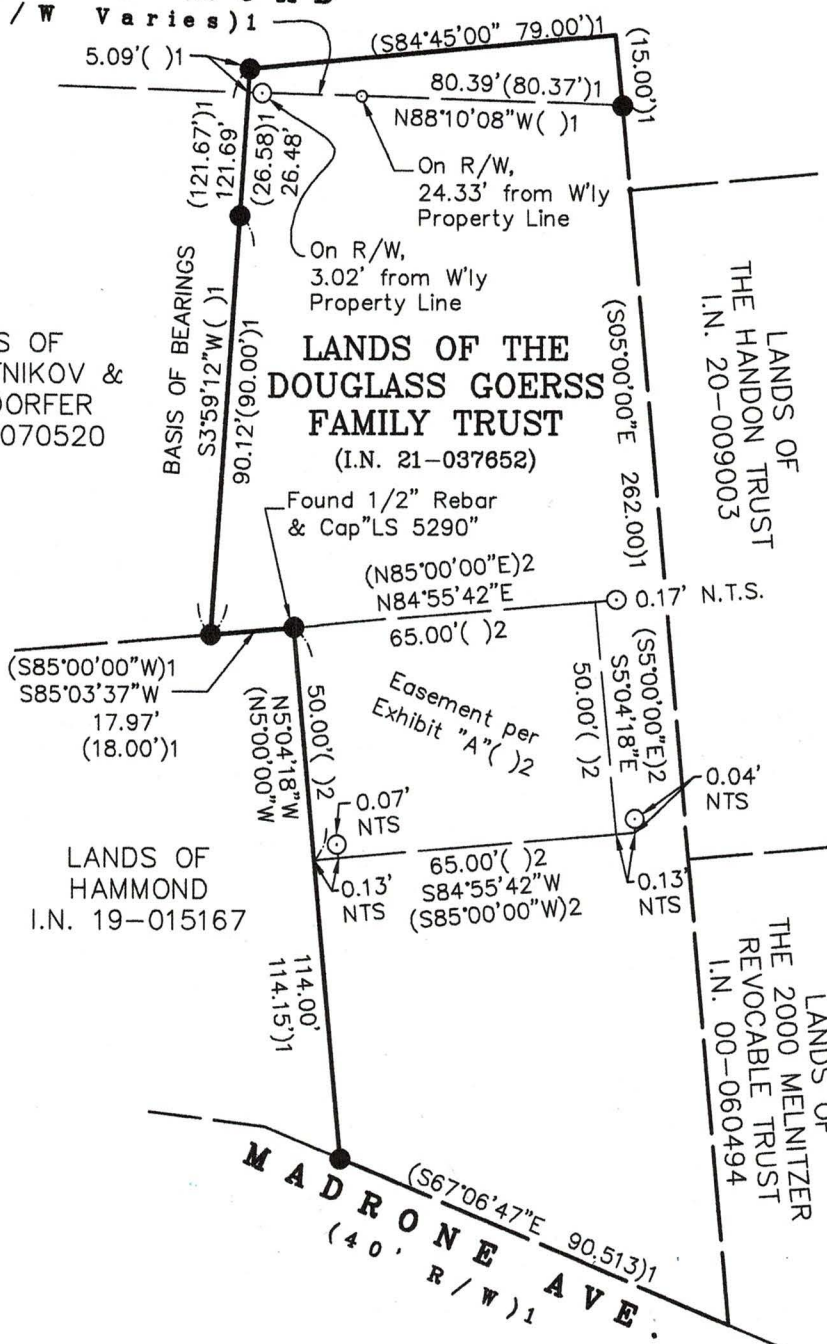 /W Varies)1
(S84°45'00" 79.00')1
(15.00')1
5.09'( )1
80.39'(80.37')1
N88°10'08"W( )1
(121.67')
121.69'
(26.58)1
26.48'
On R/W,
24.33' from W'ly
Property Line
On R/W,
3.02' from W'ly
Property Line
S OF
TNIKOV &
DORFER
070520
BASIS OF BEARINGS
S3°59'12"W( )1
90.12'(90.00')1
LANDS OF THE
DOUGLASS GOERSS
FAMILY TRUST
(I.N. 21-037652)
(S05°00'00"E 262.00)1
LANDS OF
THE HANDON TRUST
I.N. 20-009003
Found 1/2" Rebar
& Cap"LS 5290"
(N85°00'00"E)2
N84°55'42"E
65.00'( )2
0.17' N.T.S.
(S85°00'00"W)1
S85°03'37"W
17.97'
(18.00')1
50.00'( )2
N5°04'18"W
(N5°00'00"W
Easement per
Exhibit "A"( )2
50.00'( )2
(S5°00'00"E)2
S5°04'18"E
0.04'
NTS
0.07'
NTS
0.13'
NTS
65.00'( )2
S84°55'42"W
(S85°00'00"W)2
0.13'
NTS
LANDS OF
HAMMOND
I.N. 19-015167
114.00'
114.15')1
LANDS OF
THE 2000 MELNITZER
REVOCABLE TRUST
I.N. 00-060494
(S67°06'47"E 90.513)1
MADRONE AVE.
(40' R/W)1